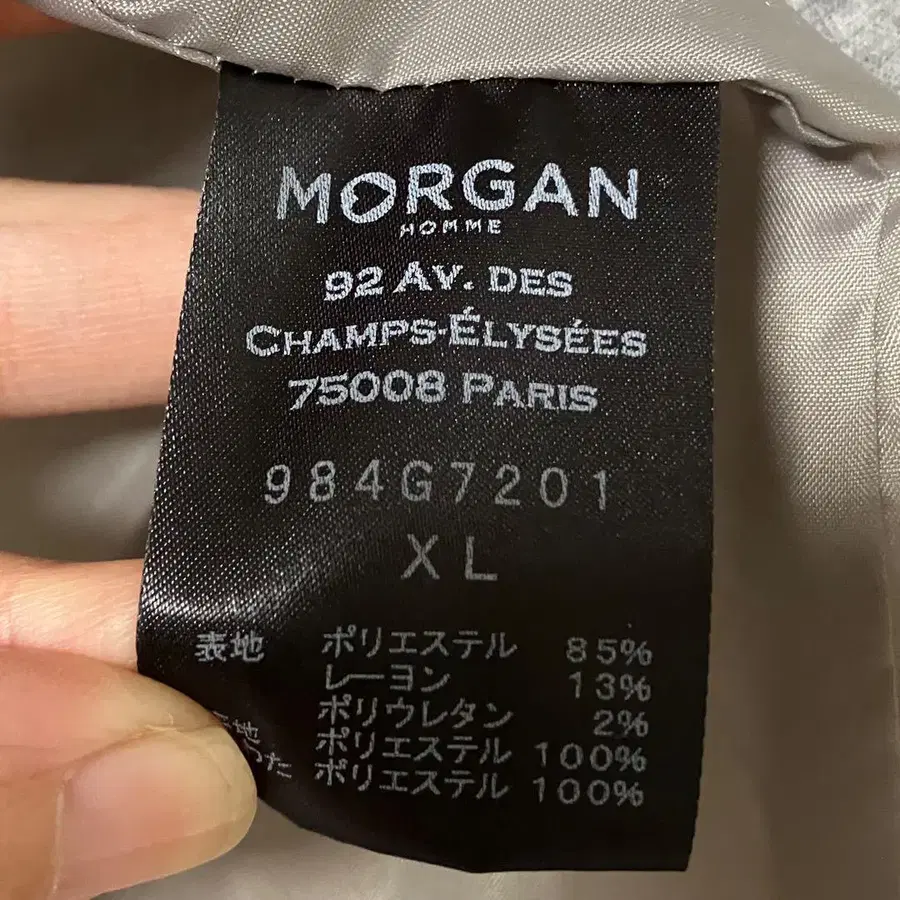 MORGAN
HOMME
92 AV. DES
CHAMPS-ÉLYSÉES
75008 PARIS
984G7201
XL
表地 ポリエステル 85%
レーヨン 13%
ポリウレタン 2%
ポリエステル 100%
ポリエステル 100%